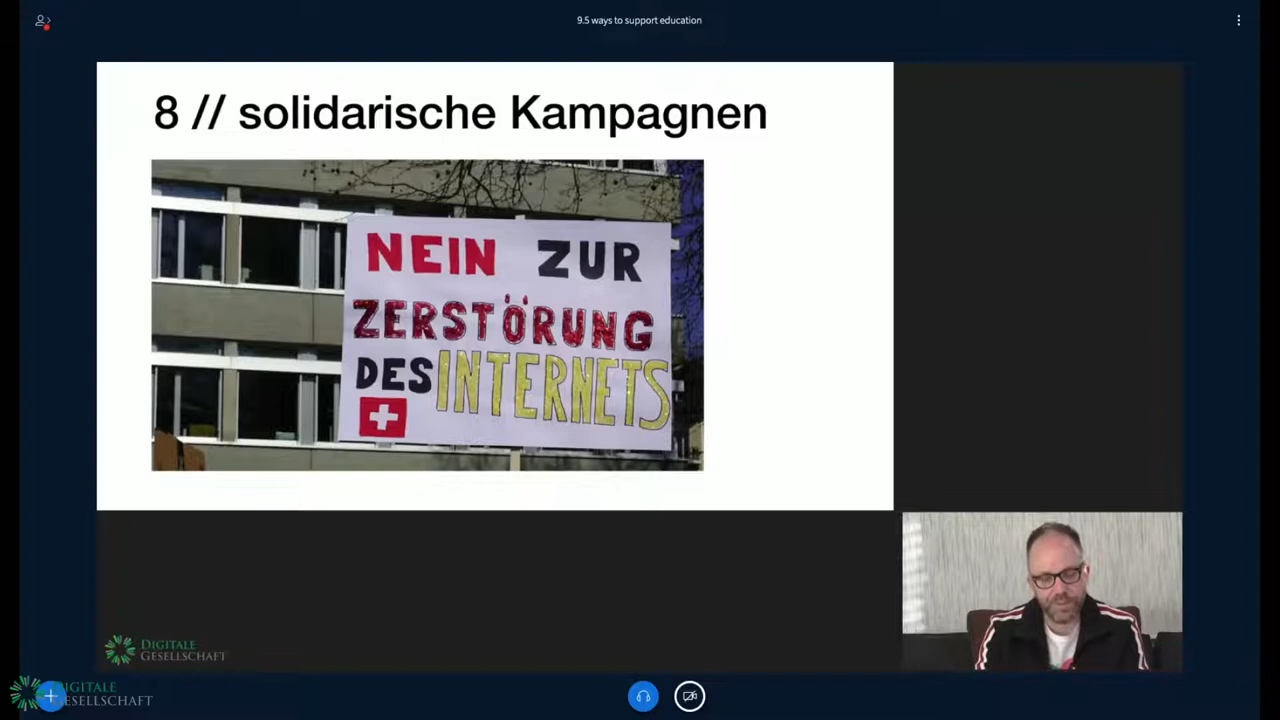 9.5 ways to support education
8 // solidarische Kampagnen
NEIN ZUR
ZERSTÖRUNG
DES INTERNETS
DIGITALE
GESELLSCHAFT
DIGITALE
GESELLSCHAFT